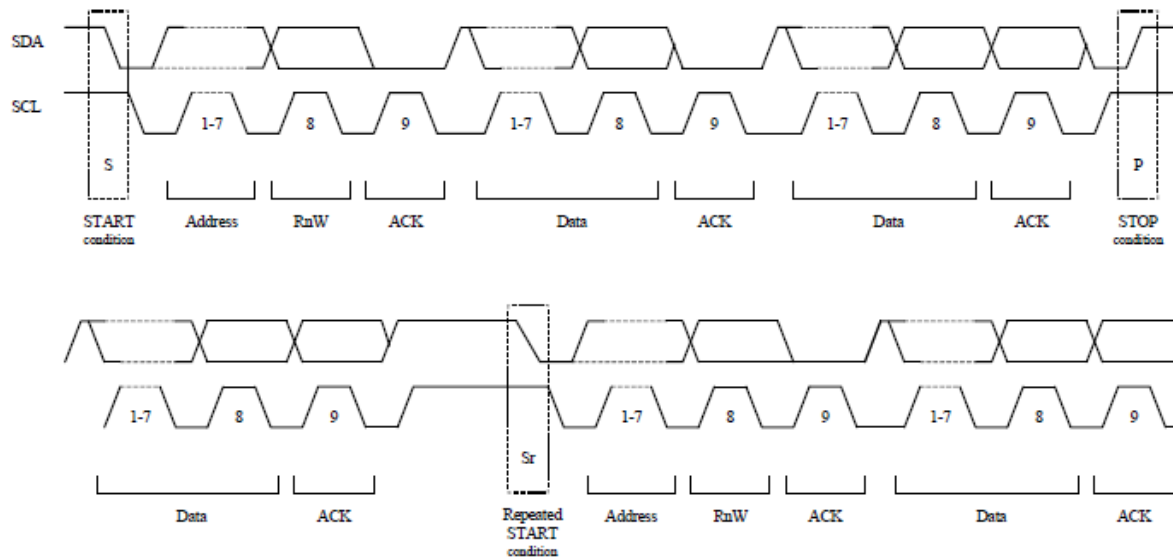 SDA
SCL
1-7 8 9 1-7 8 9 1-7 8 9
S P
START condition Address RnW ACK Data ACK Data ACK STOP condition
1-7 8 9 1-7 8 9 1-7 8 9
Sr
Data ACK Repeated START condition Address RnW ACK Data ACK